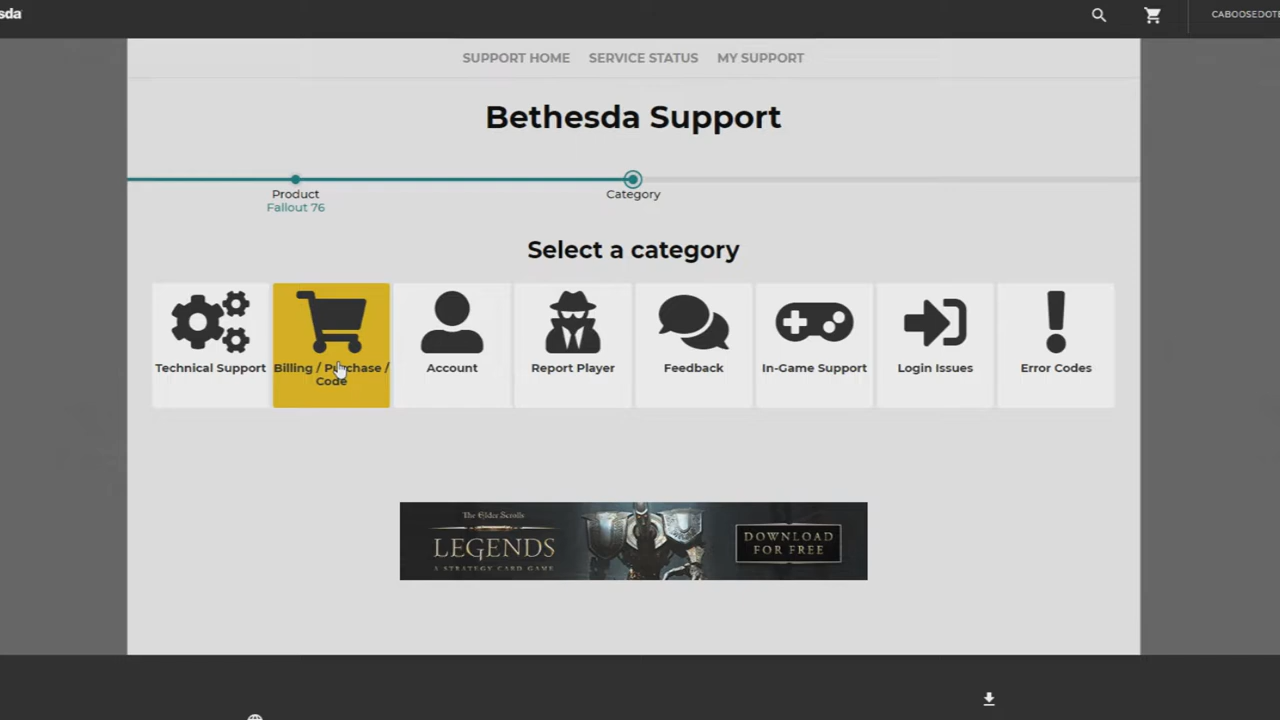 sda
CABOOSEDOTE
SUPPORT HOME SERVICE STATUS MY SUPPORT
Bethesda Support
Product
Fallout 76
Category
Select a category
Technical Support
Billing / Purchase /
Code
Account
Report Player
Feedback
In-Game Support
Login Issues
Error Codes
The Elder Scrolls
LEGENDS
A STRATEGY CARD GAME
DOWNLOAD
FOR FREE